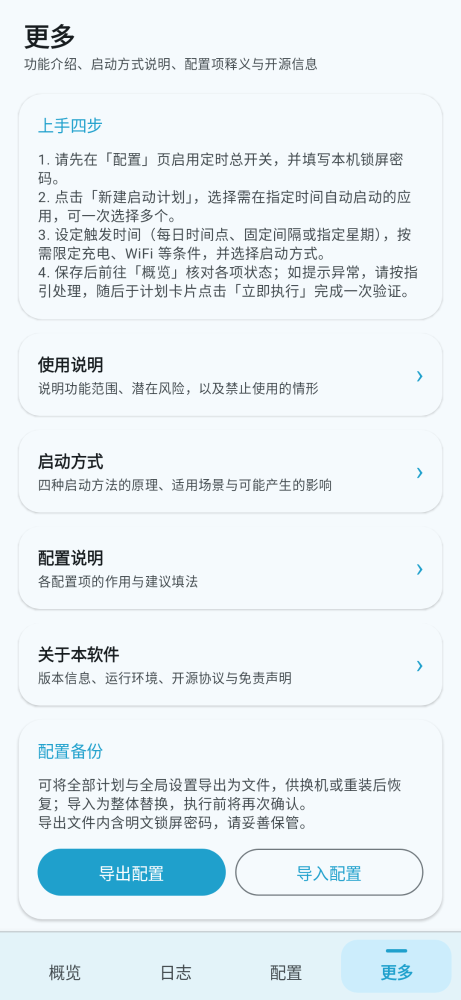 更多
功能介绍、启动方式说明、配置项释义与开源信息
上手四步
1. 请先在「配置」页启用定时总开关，并填写本机锁屏密
码。
2. 点击「新建启动计划」，选择需在指定时间自动启动的应
用，可一次选择多个。
3. 设定触发时间（每日时间点、固定间隔或指定星期），按
需限定充电、WiFi 等条件，并选择启动方式。
4. 保存后前往「概览」核对各项状态；如提示异常，请按指
引处理，随后于计划卡片点击「立即执行」完成一次验证。
使用说明
说明功能范围、潜在风险，以及禁止使用的情形
启动方式
四种启动方法的原理、适用场景与可能产生的影响
配置说明
各配置项的作用与建议填法
关于本软件
版本信息、运行环境、开源协议与免责声明
配置备份
可将全部计划与全局设置导出为文件，供换机或重装后恢
复；导入为整体替换，执行前将再次确认。
导出文件内含明文锁屏密码，请妥善保管。
导出配置
导入配置
概览
日志
配置
更多